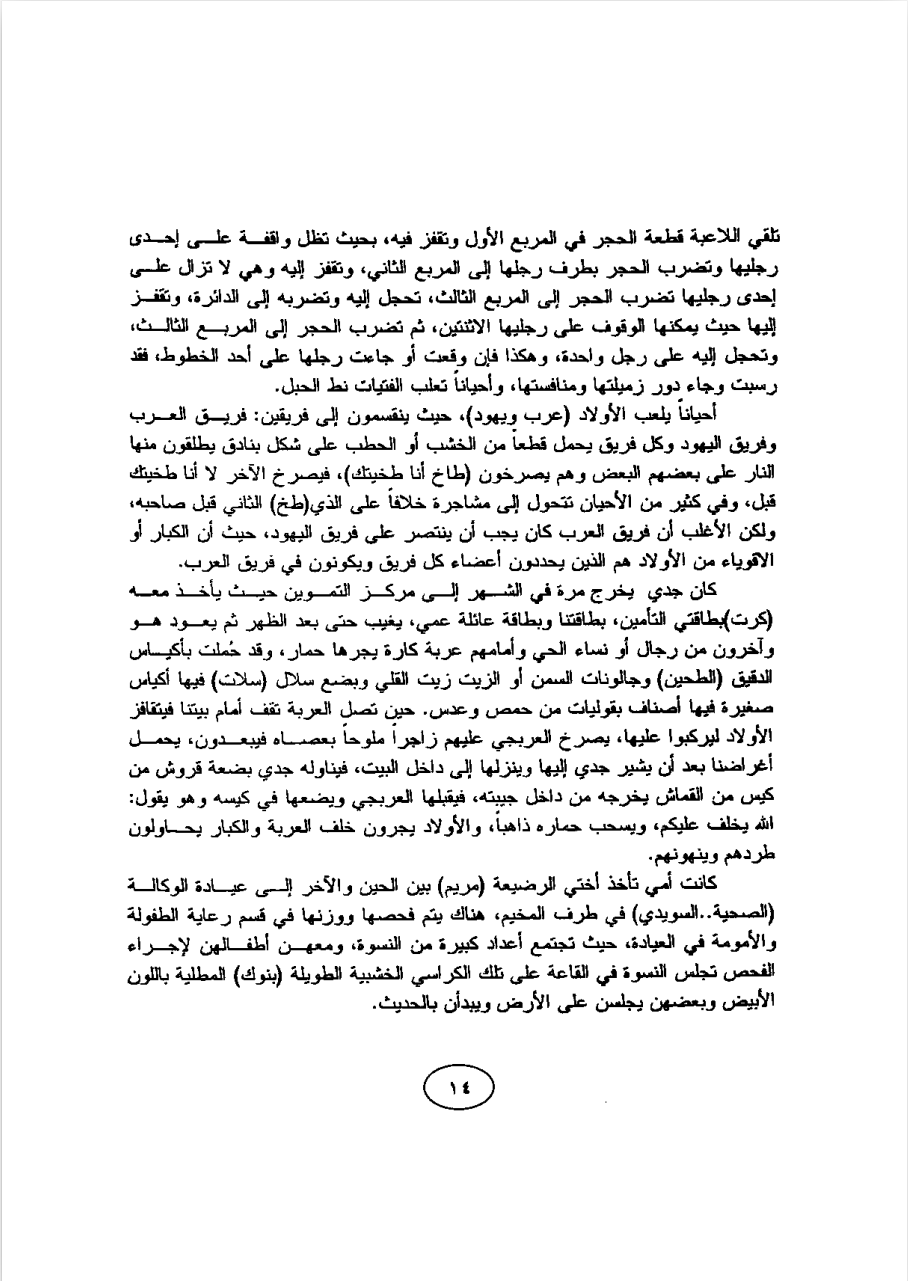 تلقي اللاعبة قطعة الحجر في المربع الأول وتقفز فيه، بحيث تظل واقفة على إحدى
رجليها وتضرب الحجر بطرف رجلها إلى المربع الثاني، وتقفز إليه وهي لا تزال على
إحدى رجليها تضرب الحجر إلى المربع الثالث، تحجل إليه وتضربه إلى الدائرة، وتقفز
إليها حيث يمكنها الوقوف على رجليها الاثنتين، ثم تضرب الحجر إلى المربع الثالث،
وتحجل إليه على رجل واحدة، وهكذا فإن وقعت أو جاءت رجلها على أحد الخطوط، فقد
رسبت وجاء دور زميلتها ومنافستها، وأحياناً تعلب الفتيات نط الحبل.
أحياناً يلعب الأولاد (عرب ويهود)، حيث ينقسمون إلى فريقين: فريق العرب
وفريق اليهود وكل فريق يحمل قطعاً من الخشب أو الحطب على شكل بنادق يطلقون منها
النار على بعضهم البعض وهم يصرخون (طاخ أنا طخيتك)، فيصرخ الآخر لا أنا طخيتك
قبل، وفي كثير من الأحيان تتحول إلى مشاجرة خلافاً على الذي(طخ) الثاني قبل صاحبه،
ولكن الأغلب أن فريق العرب كان يجب أن ينتصر على فريق اليهود، حيث أن الكبار أو
الاقوياء من الأولاد هم الذين يحددون أعضاء كل فريق ويكونون في فريق العرب.
كان جدي يخرج مرة في الشهر إلى مركز التموين حيث يأخذ معه
(كرت)بطاقتي التأمين، بطاقتنا وبطاقة عائلة عمي، يغيب حتى بعد الظهر ثم يعود هو
وآخرون من رجال أو نساء الحي وأمامهم عربة كارة يجرها حمار، وقد حُملت بأكياس
الدقيق (الطحين) وجالونات السمن أو الزيت زيت القلي وبضع سلال (سلات) فيها أكياس
صغيرة فيها أصناف بقوليات من حمص وعدس. حين تصل العربة تقف أمام بيتنا فيتقافز
الأولاد ليركبوا عليها، يصرخ العربجي عليهم زاجراً ملوحاً بعصاه فيبعدون، يحمل
أغراضنا بعد أن يشير جدي إليها وينزلها إلى داخل البيت، فيناوله جدي بضعة قروش من
كيس من القماش يخرجه من داخل جيبته، فيقبلها العربجي ويضعها في كيسه وهو يقول:
الله يخلف عليكم، ويسحب حماره ذاهباً، والأولاد يجرون خلف العربة والكبار يحاولون
طردهم وينهونهم.
كانت أمي تأخذ أختي الرضيعة (مريم) بين الحين والآخر إلى عيادة الوكالة
(الصحية..السويدي) في طرف المخيم، هناك يتم فحصها ووزنها في قسم رعاية الطفولة
والأمومة في العيادة، حيث تجتمع أعداد كبيرة من النسوة، ومعهن أطفالهن لإجراء
الفحص تجلس النسوة في القاعة على تلك الكراسي الخشبية الطويلة (بنوك) المطلية باللون
الأبيض وبعضهن يجلسن على الأرض ويبدأن بالحديث.
١٤